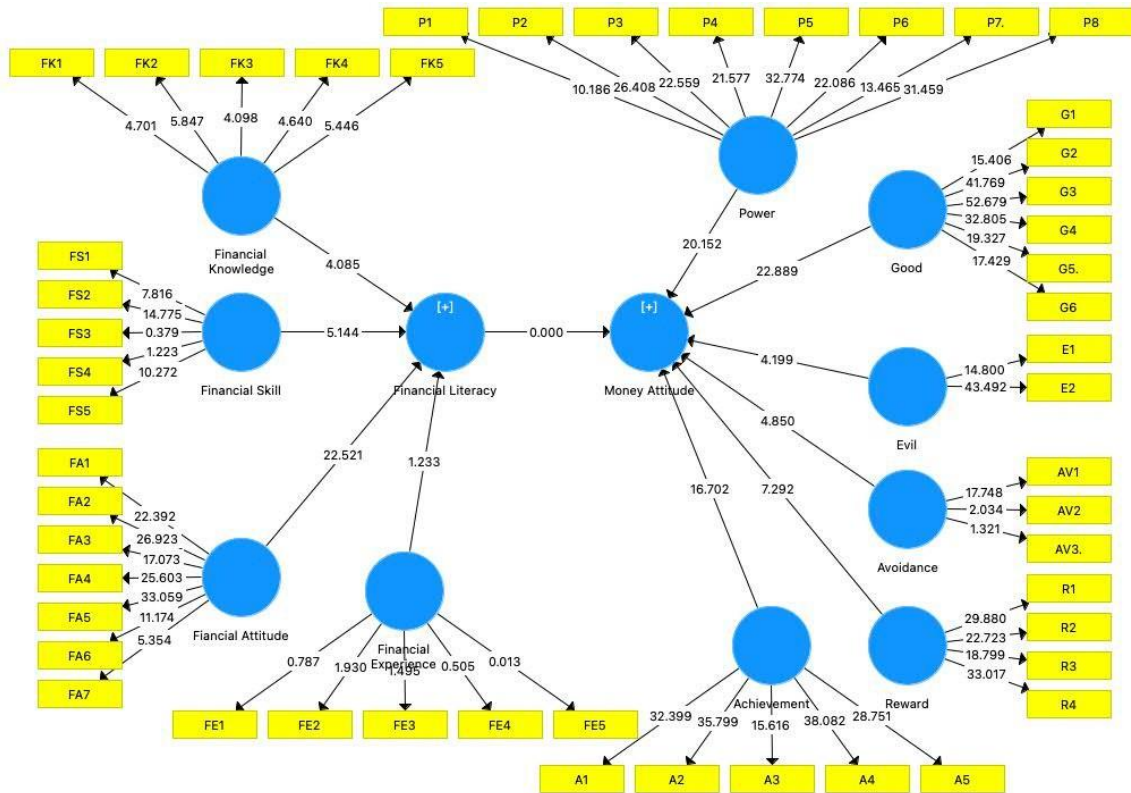 P1
P2
P3
P4
P5
P6
P7.
P8
FK1
FK2
FK3
FK4
FK5
10.186
26.408
22.559
21.577
32.774
22.086
13.465
31.459
4.701
5.847
4.098
4.640
5.446
Financial
Knowledge
Power
Good
15.406
41.769
52.679
32.805
19.327
17.429
G1
G2
G3
G4
G5.
G6
4.085
20.152
22.889
FS1
FS2
FS3
FS4
FS5
7.816
14.775
0.379
1.223
10.272
Financial Skill
5.144
[+]
Financial Literacy
0.000
[+]
Money Attitude
4.199
Evil
14.800
43.492
E1
E2
22.521
1.233
16.702
7.292
4.850
Avoidance
17.748
2.034
1.321
AV1
AV2
AV3.
FA1
FA2
FA3
FA4
FA5
FA6
FA7
22.392
26.923
17.073
25.603
33.059
11.174
5.354
Fiancial Attitude
Financial
Experience
0.787
1.930
1.495
0.505
0.013
FE1
FE2
FE3
FE4
FE5
Achievement
32.399
35.799
15.616
38.082
28.751
A1
A2
A3
A4
A5
Reward
29.880
22.723
18.799
33.017
R1
R2
R3
R4